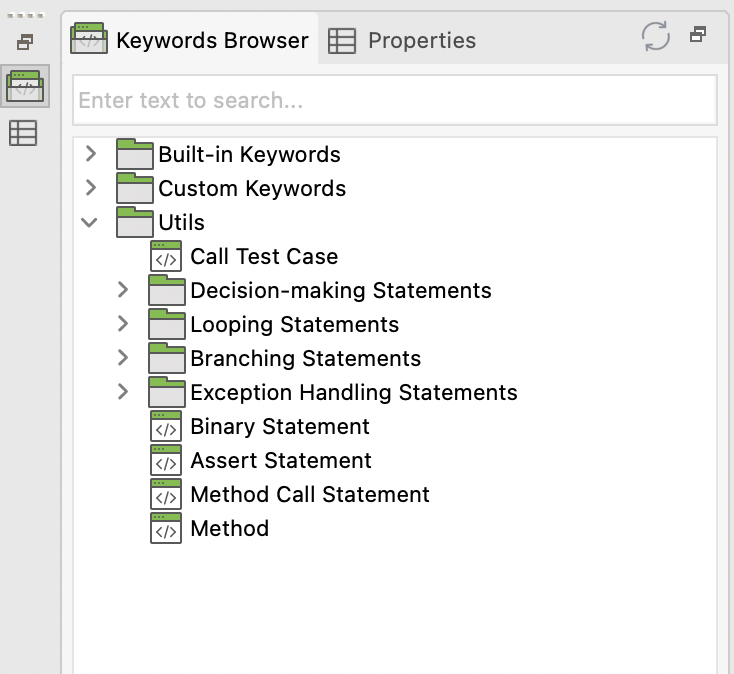 Keywords Browser
Properties
Enter text to search...
Built-in Keywords
Custom Keywords
Utils
Call Test Case
Decision-making Statements
Looping Statements
Branching Statements
Exception Handling Statements
Binary Statement
Assert Statement
Method Call Statement
Method